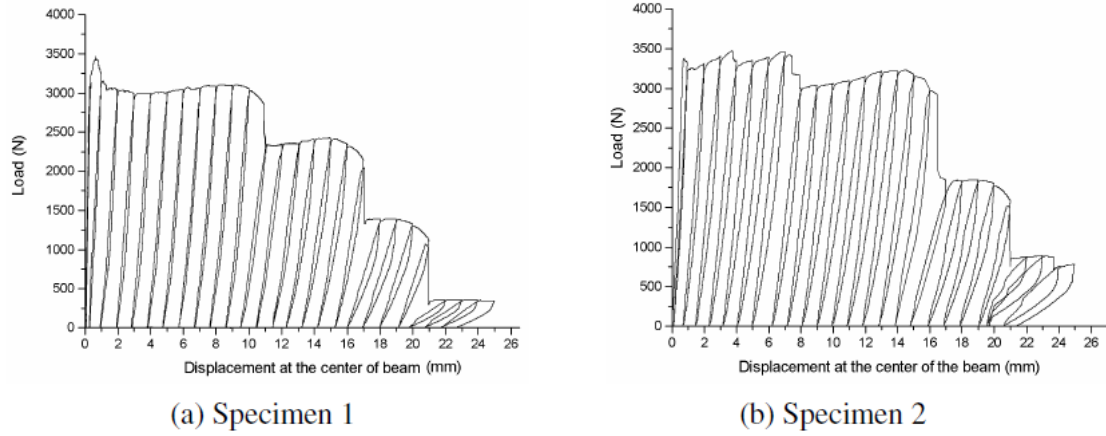 4000
3500
3000
2500
2000
1500
1000
500
0
Load (N)
0 2 4 6 8 10 12 14 16 18 20 22 24 26
Displacement at the center of beam (mm)
(a) Specimen 1
4000
3500
3000
2500
2000
1500
1000
500
0
Load (N)
0 2 4 6 8 10 12 14 16 18 20 22 24 26
Displacement at the center of the beam (mm)
(b) Specimen 2